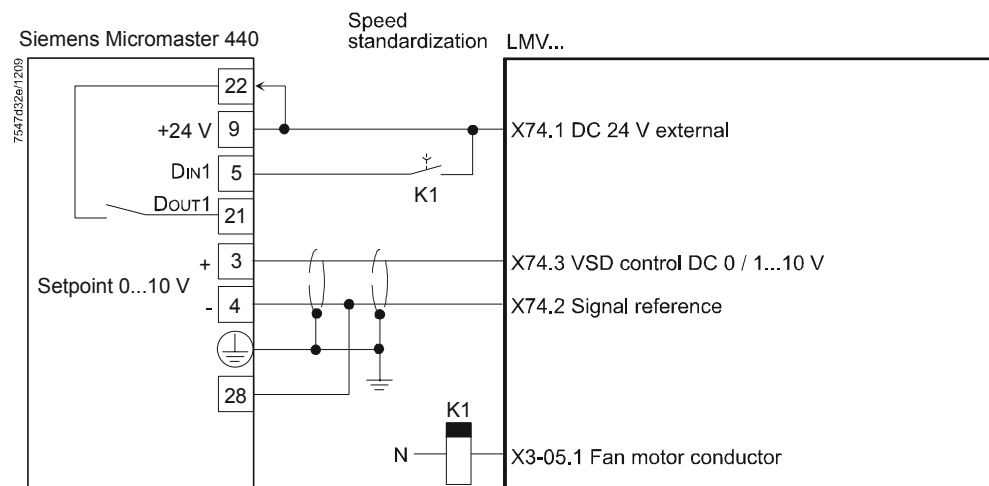 Speed
standardization
Siemens Micromaster 440
LMV...
7547d32e/1209
22
+24 V 9 X74.1 DC 24 V external
DIN1 5
K1
DOUT1 21
+ 3 X74.3 VSD control DC 0 / 1...10 V
Setpoint 0...10 V
- 4 X74.2 Signal reference
28
K1
N X3-05.1 Fan motor conductor